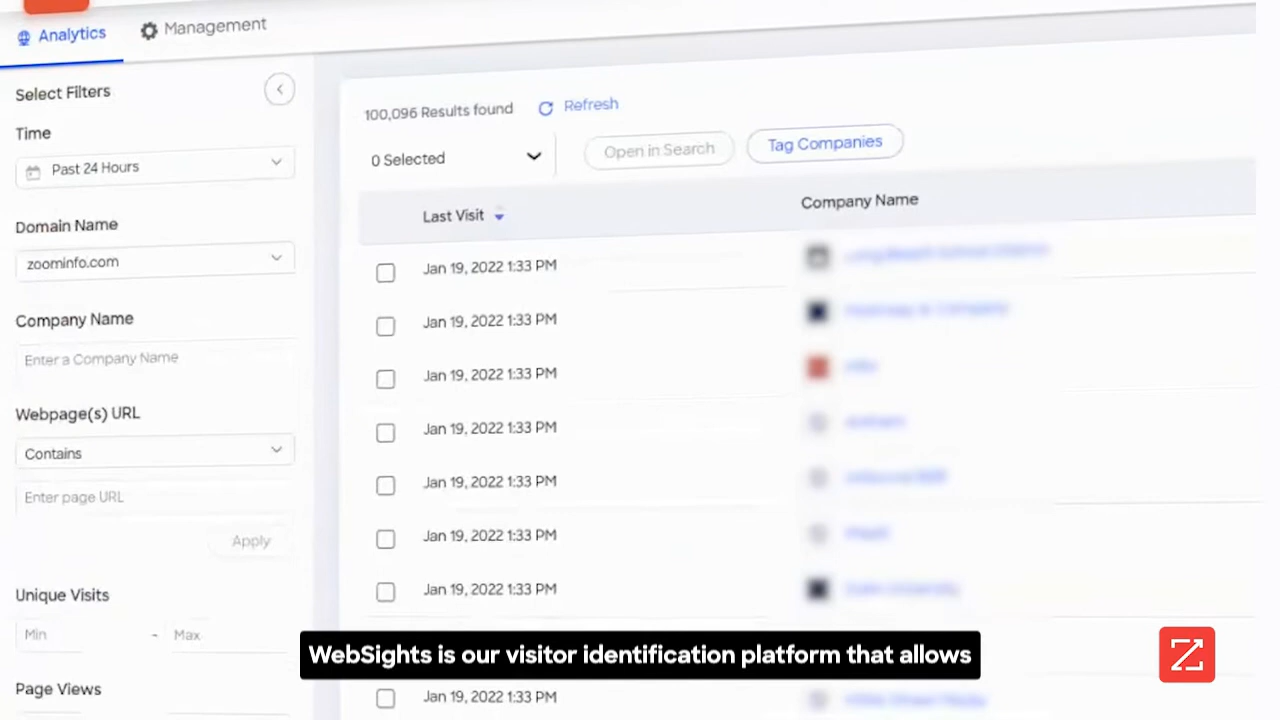 Analytics
Management
Select Filters
Time
Past 24 Hours
Domain Name
zoominfo.com
Company Name
Enter a Company Name
Webpage(s) URL
Contains
Enter page URL
Apply
Unique Visits
Min - Max
Page Views
100,096 Results found Refresh
0 Selected Open in Search Tag Companies
Last Visit Company Name
Jan 19, 2022 1:33 PM
Jan 19, 2022 1:33 PM
Jan 19, 2022 1:33 PM
Jan 19, 2022 1:33 PM
Jan 19, 2022 1:33 PM
Jan 19, 2022 1:33 PM
Jan 19, 2022 1:33 PM
WebSights is our visitor identification platform that allows
Jan 19, 2022 1:33 PM